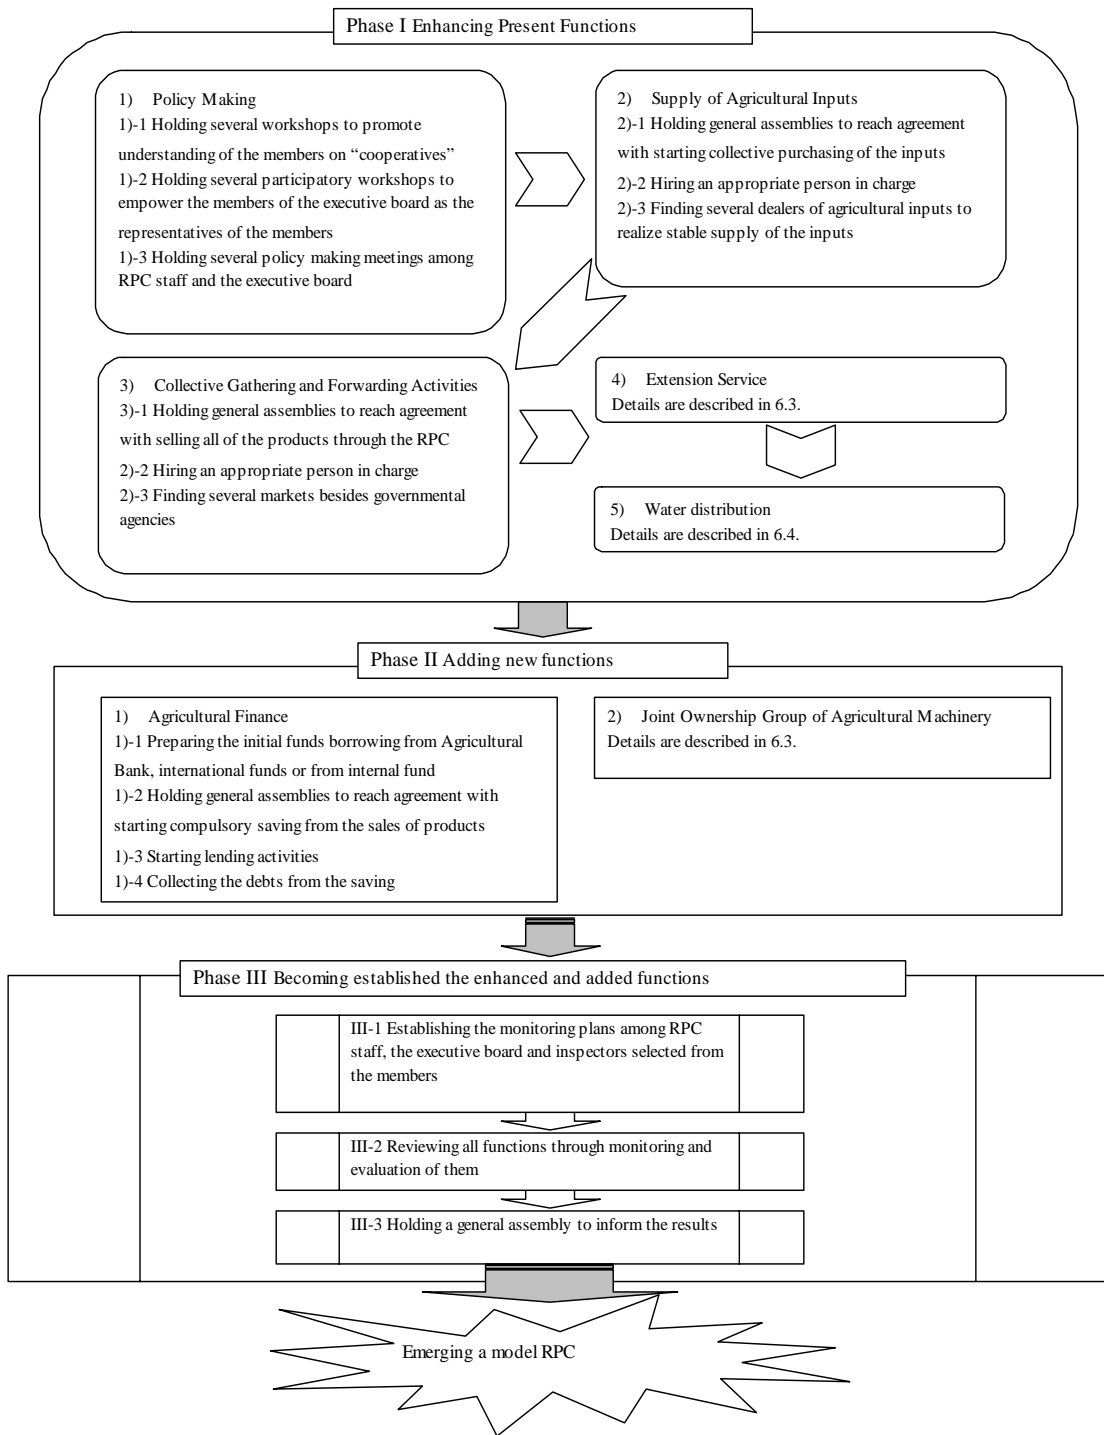 Phase I Enhancing Present Functions
1) Policy Making
1)-1 Holding several workshops to promote
understanding of the members on “cooperatives”
1)-2 Holding several participatory workshops to
empower the members of the executive board as the
representatives of the members
1)-3 Holding several policy making meetings among
RPC staff and the executive board
2) Supply of Agricultural Inputs
2)-1 Holding general assemblies to reach agreement
with starting collective purchasing of the inputs
2)-2 Hiring an appropriate person in charge
2)-3 Finding several dealers of agricultural inputs to
realize stable supply of the inputs
3) Collective Gathering and Forwarding Activities
3)-1 Holding general assemblies to reach agreement
with selling all of the products through the RPC
2)-2 Hiring an appropriate person in charge
2)-3 Finding several markets besides governmental
agencies
4) Extension Service
Details are described in 6.3.
5) Water distribution
Details are described in 6.4.
Phase II Adding new functions
1) Agricultural Finance
1)-1 Preparing the initial funds borrowing from Agricultural
Bank, international funds or from internal fund
1)-2 Holding general assemblies to reach agreement with
starting compulsory saving from the sales of products
1)-3 Starting lending activities
1)-4 Collecting the debts from the saving
2) Joint Ownership Group of Agricultural Machinery
Details are described in 6.3.
Phase III Becoming established the enhanced and added functions
III-1 Establishing the monitoring plans among RPC
staff, the executive board and inspectors selected from
the members
III-2 Reviewing all functions through monitoring and
evaluation of them
III-3 Holding a general assembly to inform the results
Emerging a model RPC